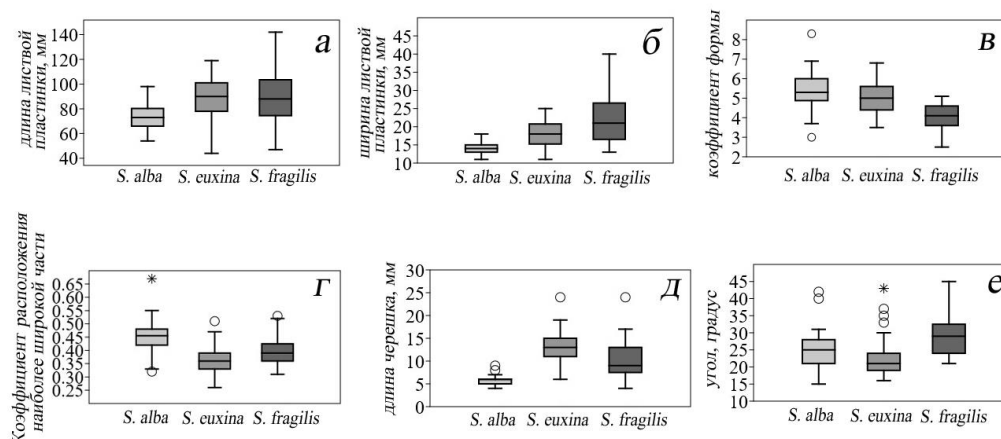 длина листвой
пластинки, мм
140
120
100
80
60
40
а
S. alba S. euxina S. fragilis
ширина листвой
пластинки, мм
45
40
35
30
25
20
15
10
б
S. alba S. euxina S. fragilis
коэффициент формы
8
7
6
5
4
3
2
в
S. alba S. euxina S. fragilis
Коэффициент расположения
наиболее широкой части
0.65
0.60
0.55
0.50
0.45
0.40
0.35
0.30
0.25
г
S. alba S. euxina S. fragilis
длина черешка, мм
30
25
20
15
10
5
0
д
S. alba S. euxina S. fragilis
угол, градус
45
40
35
30
25
20
15
10
е
S. alba S. euxina S. fragilis